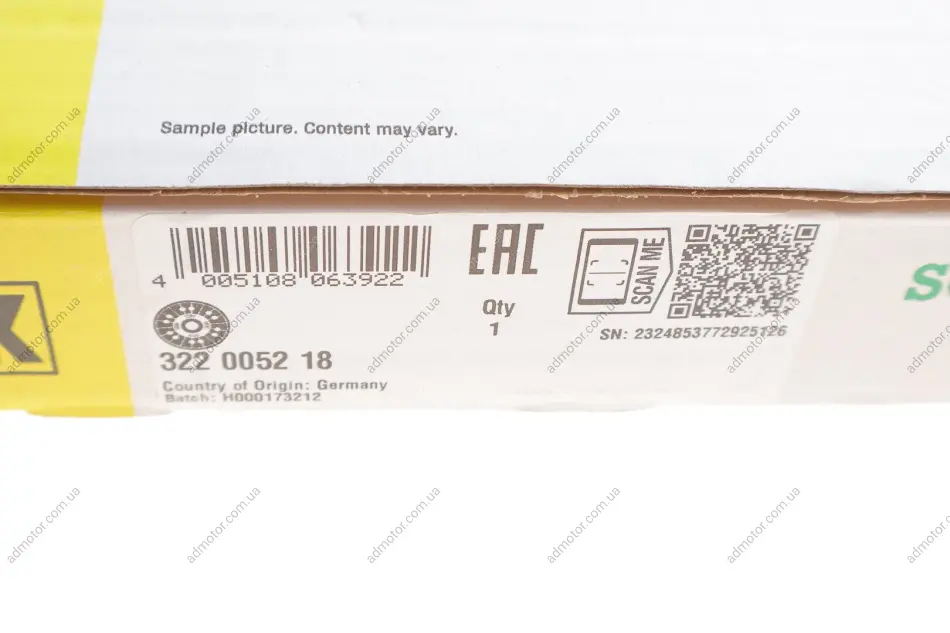 Sample picture. Content may vary.
4 005108 063922
EAC
Qty
1
SCAN ME
SN: 2324853772925126
322 0052 18
Country of Origin: Germany
Batch: H000173212
K
admotor.com.ua